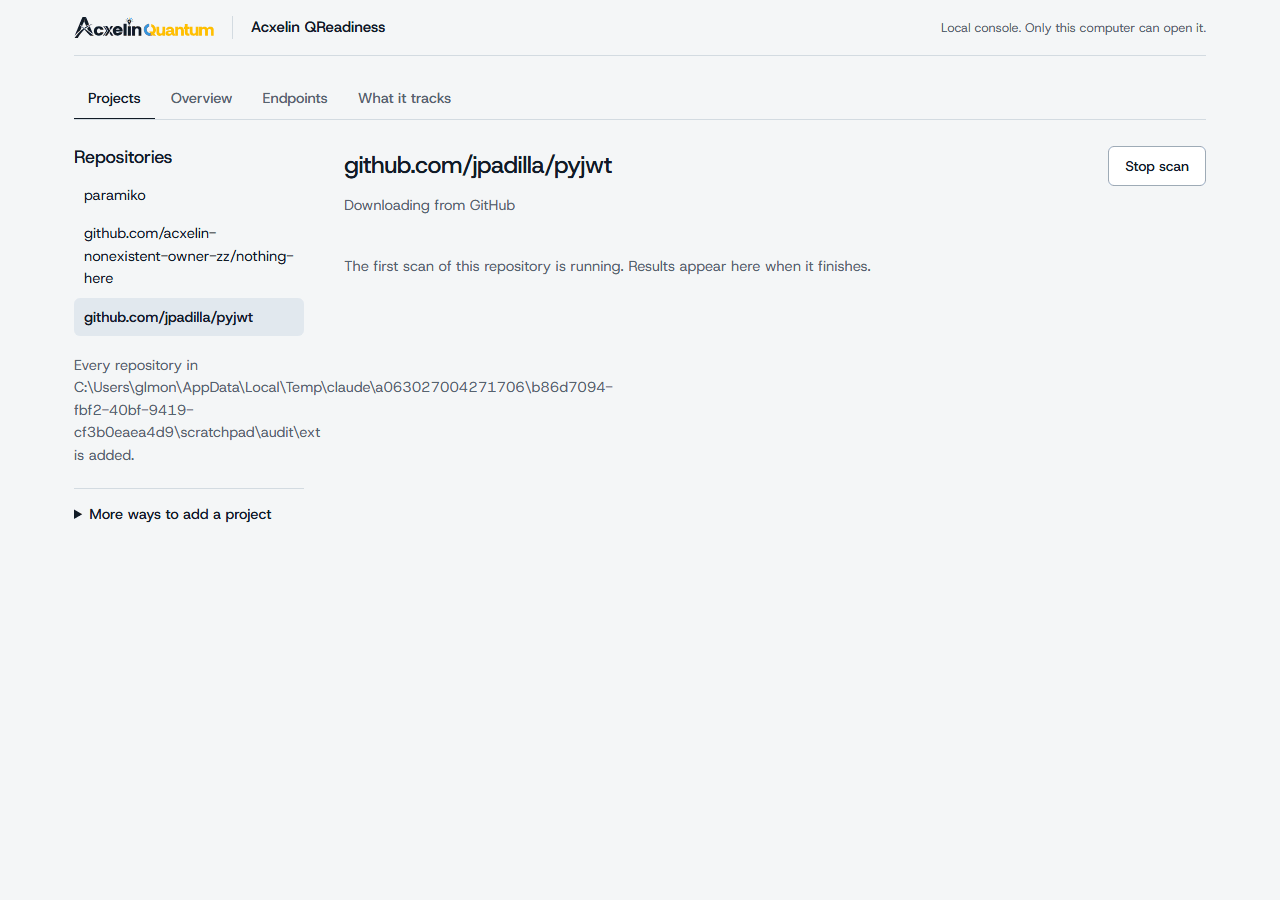 Acxelin Quantum
Acxelin QReadiness
Local console. Only this computer can open it.
Projects
Overview
Endpoints
What it tracks
Repositories
paramiko
github.com/acxelin-
nonexistent-owner-zz/nothing-
here
github.com/jpadilla/pyjwt
Every repository in
C:\Users\glmon\AppData\Local\Temp\claude\a063027004271706\b86d7094-
fbf2-40bf-9419-
cf3b0eaea4d9\scratchpad\audit\ext
is added.
More ways to add a project
github.com/jpadilla/pyjwt
Stop scan
Downloading from GitHub
The first scan of this repository is running. Results appear here when it finishes.